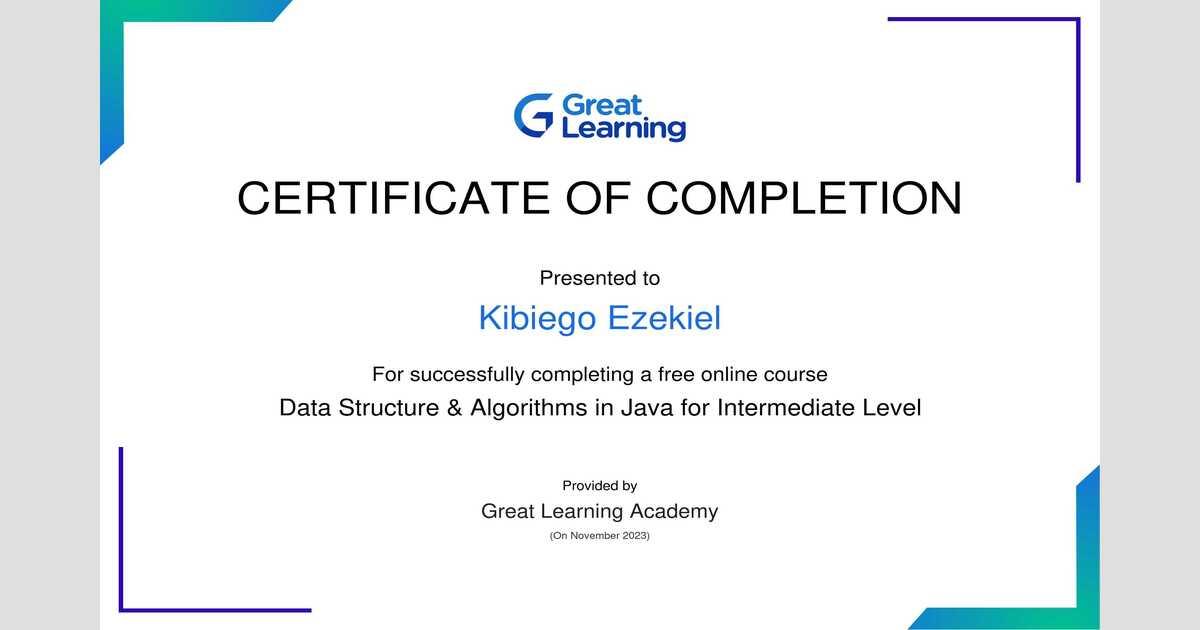 Great
Learning
CERTIFICATE OF COMPLETION
Presented to
Kibiego Ezekiel
For successfully completing a free online course
Data Structure & Algorithms in Java for Intermediate Level
Provided by
Great Learning Academy
(On November 2023)